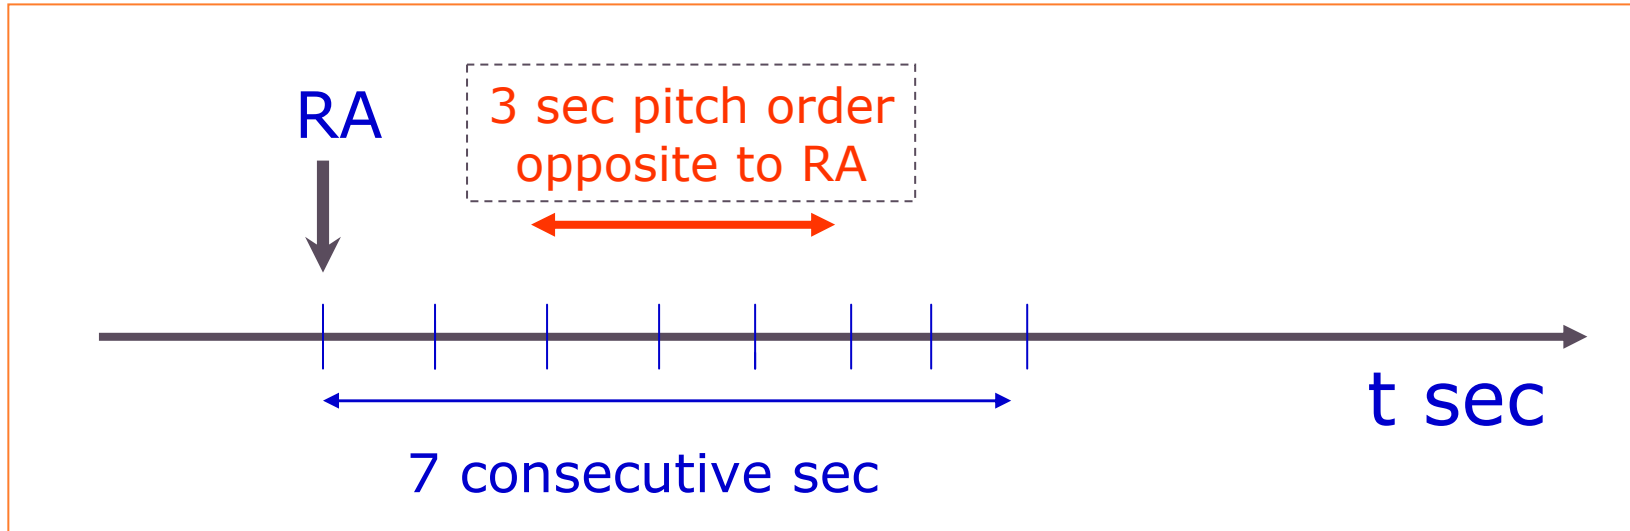 RA
3 sec pitch order
opposite to RA
t sec
7 consecutive sec